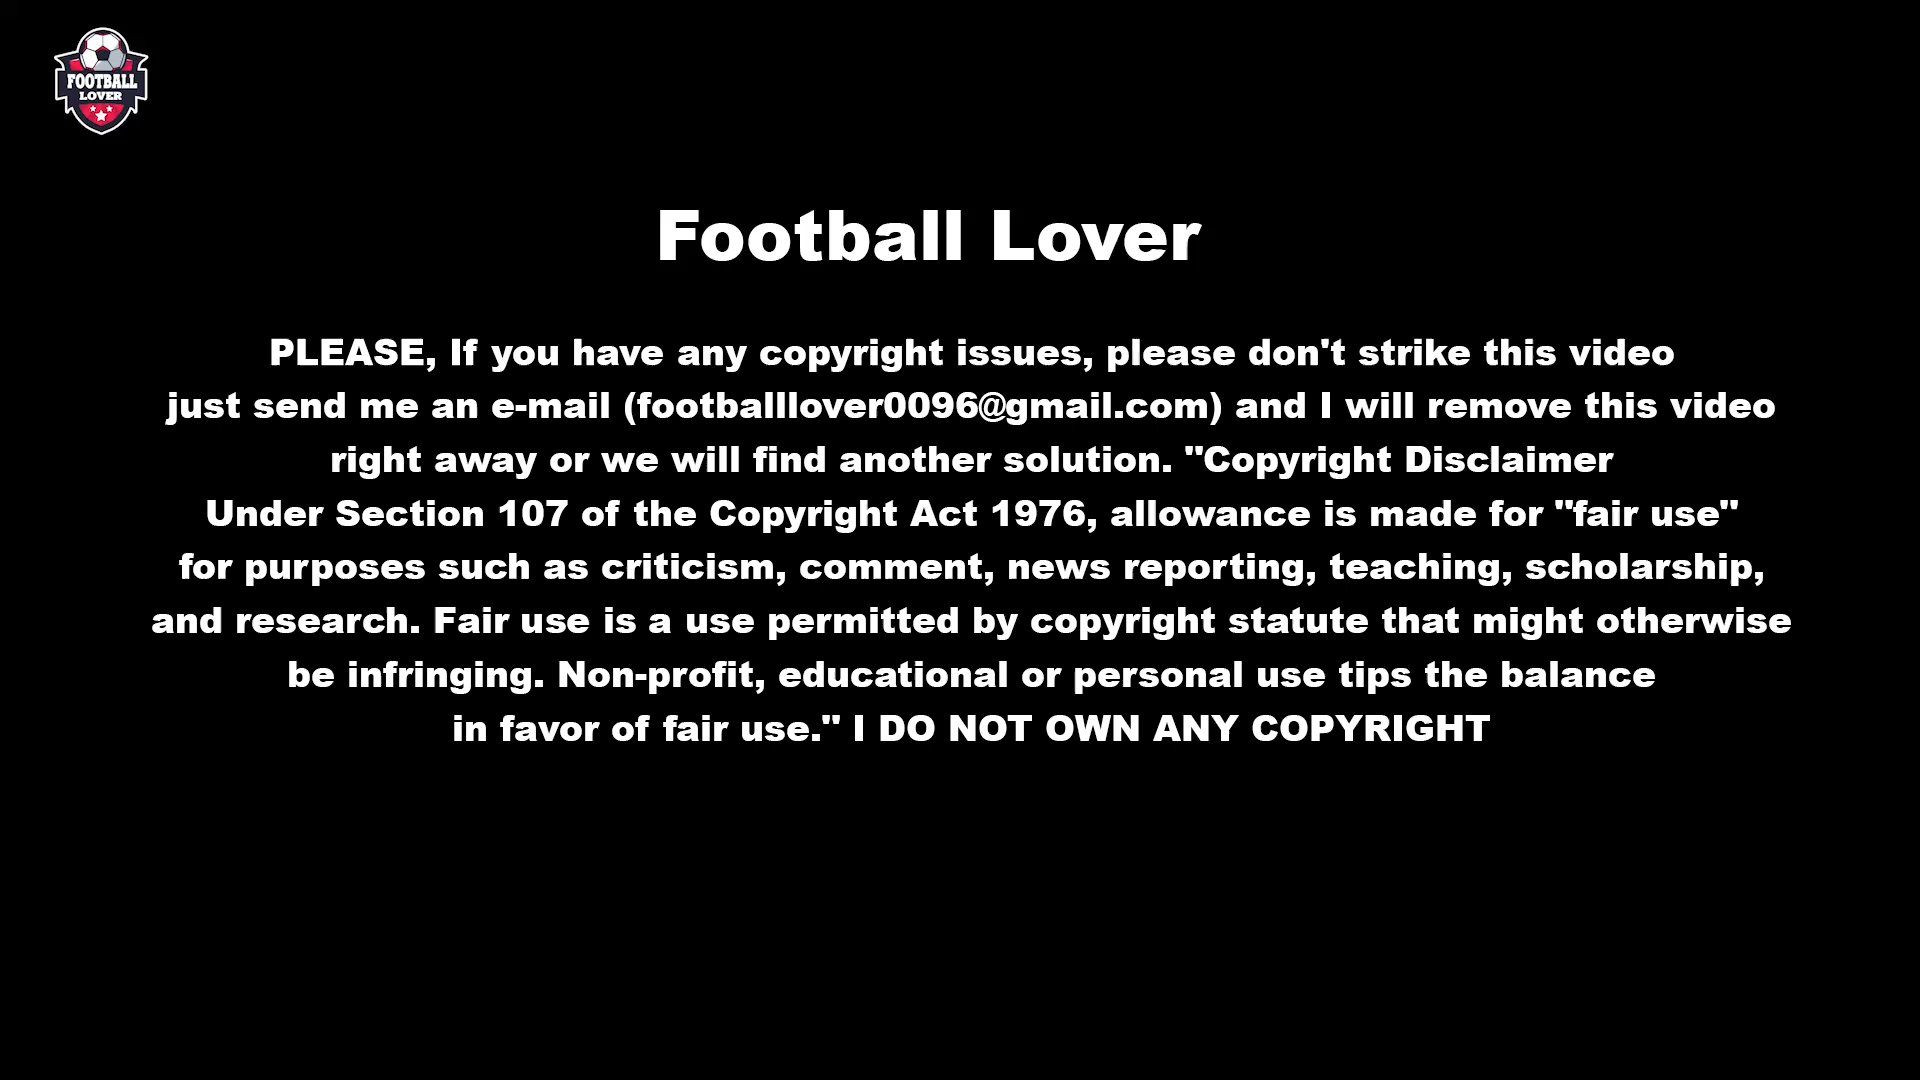 FOOTBALL
LOVER
Football Lover
PLEASE, If you have any copyright issues, please don't strike this video
just send me an e-mail (footballlover0096@gmail.com) and I will remove this video
right away or we will find another solution. "Copyright Disclaimer
Under Section 107 of the Copyright Act 1976, allowance is made for "fair use"
for purposes such as criticism, comment, news reporting, teaching, scholarship,
and research. Fair use is a use permitted by copyright statute that might otherwise
be infringing. Non-profit, educational or personal use tips the balance
in favor of fair use." I DO NOT OWN ANY COPYRIGHT